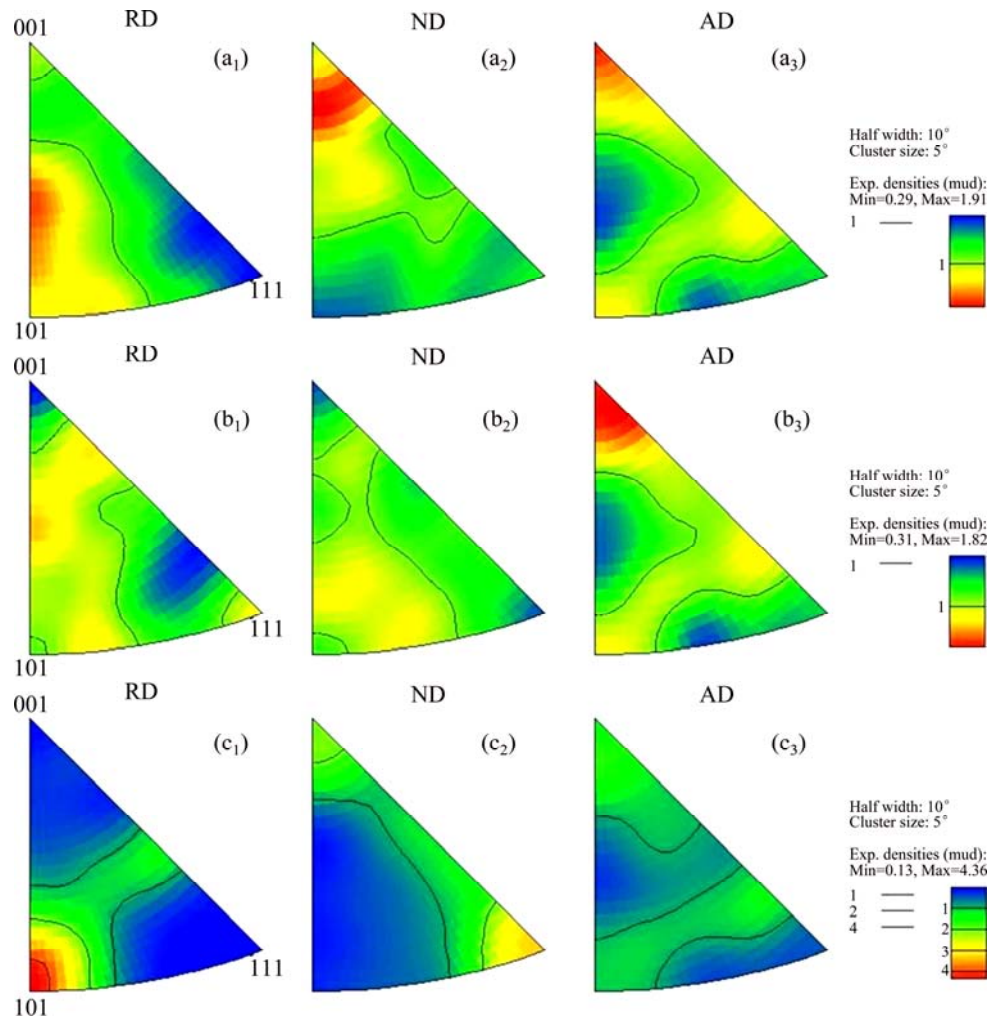 RD ND AD
001
(a1) (a2) (a3)
Half width: 10°
Cluster size: 5°
Exp. densities (mud):
Min=0.29, Max=1.91
1
1
111
101
RD ND AD
001
(b1) (b2) (b3)
Half width: 10°
Cluster size: 5°
Exp. densities (mud):
Min=0.31, Max=1.82
1
1
111
101
RD ND AD
001
(c1) (c2) (c3)
Half width: 10°
Cluster size: 5°
Exp. densities (mud):
Min=0.13, Max=4.36
1
2
4
1
2
3
4
111
101